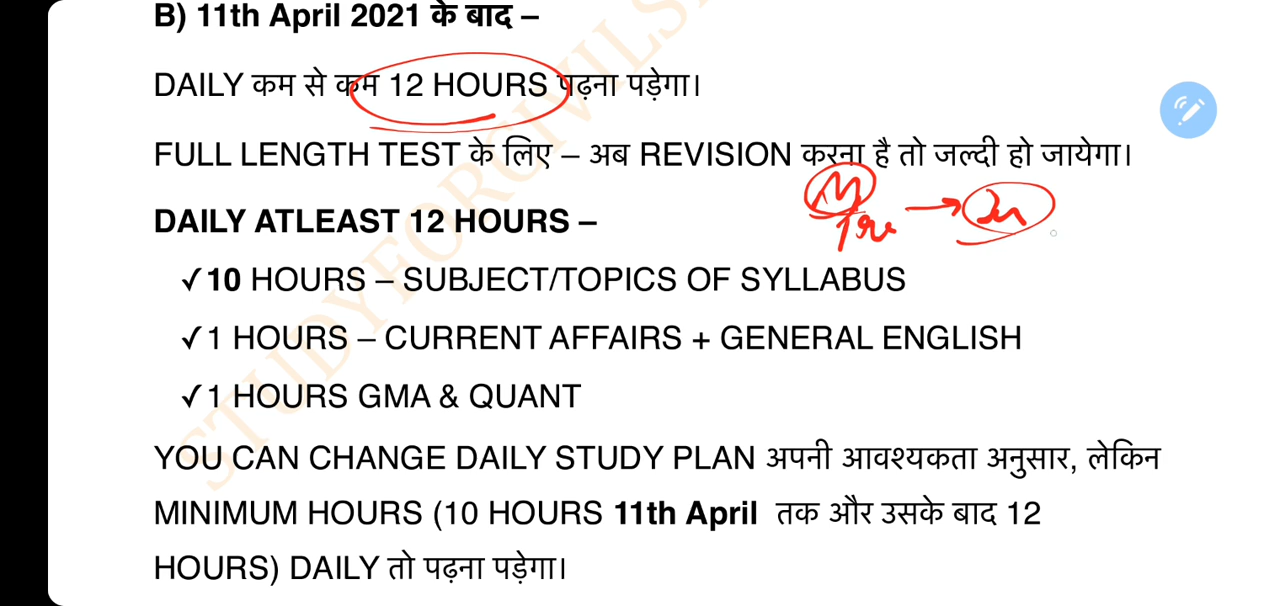 B) 11th April 2021 के बाद –
DAILY कम से कम 12 HOURS पढ़ना पड़ेगा।
FULL LENGTH TEST के लिए – अब REVISION करना है तो जल्दी हो जायेगा।
DAILY ATLEAST 12 HOURS –
✓10 HOURS – SUBJECT/TOPICS OF SYLLABUS
✓1 HOURS – CURRENT AFFAIRS + GENERAL ENGLISH
✓1 HOURS GMA & QUANT
YOU CAN CHANGE DAILY STUDY PLAN अपनी आवश्यकता अनुसार, लेकिन
MINIMUM HOURS (10 HOURS 11th April तक और उसके बाद 12
HOURS) DAILY तो पढ़ना पड़ेगा।
STUDYFORCIVILS